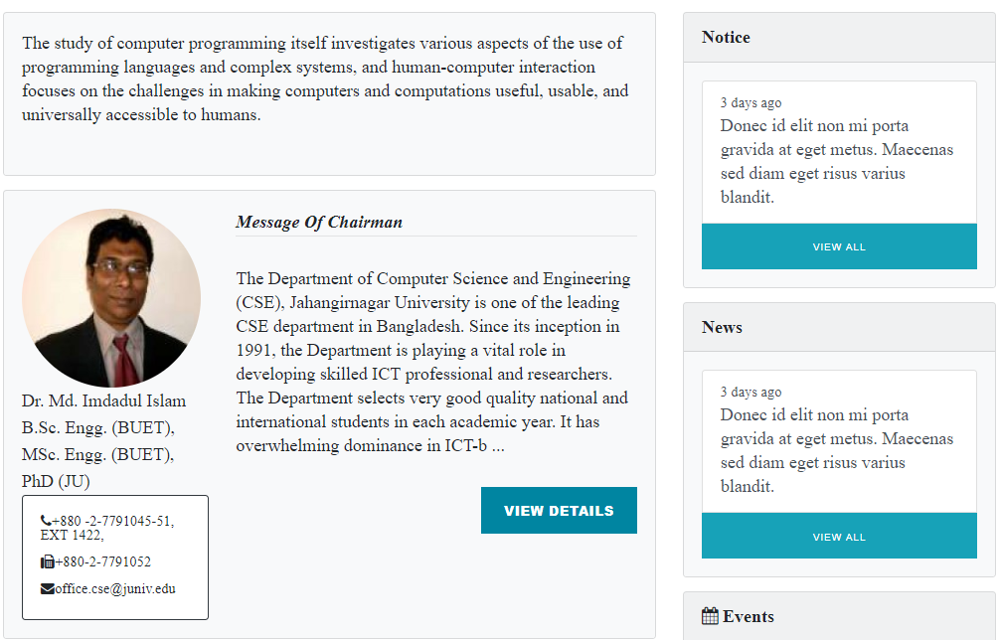 The study of computer programming itself investigates various aspects of the use of
programming languages and complex systems, and human-computer interaction
focuses on the challenges in making computers and computations useful, usable, and
universally accessible to humans.
Message Of Chairman
The Department of Computer Science and Engineering
(CSE), Jahangirnagar University is one of the leading
CSE department in Bangladesh. Since its inception in
1991, the Department is playing a vital role in
developing skilled ICT professional and researchers.
The Department selects very good quality national and
international students in each academic year. It has
overwhelming dominance in ICT-b ...
VIEW DETAILS
Dr. Md. Imdadul Islam
B.Sc. Engg. (BUET),
MSc. Engg. (BUET),
PhD (JU)
+880 -2-7791045-51,
EXT 1422,
+880-2-7791052
office.cse@juniv.edu
Notice
3 days ago
Donec id elit non mi porta
gravida at eget metus. Maecenas
sed diam eget risus varius
blandit.
VIEW ALL
News
3 days ago
Donec id elit non mi porta
gravida at eget metus. Maecenas
sed diam eget risus varius
blandit.
VIEW ALL
Events